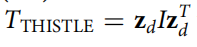 T_THISTLE = z_d I z_d^T